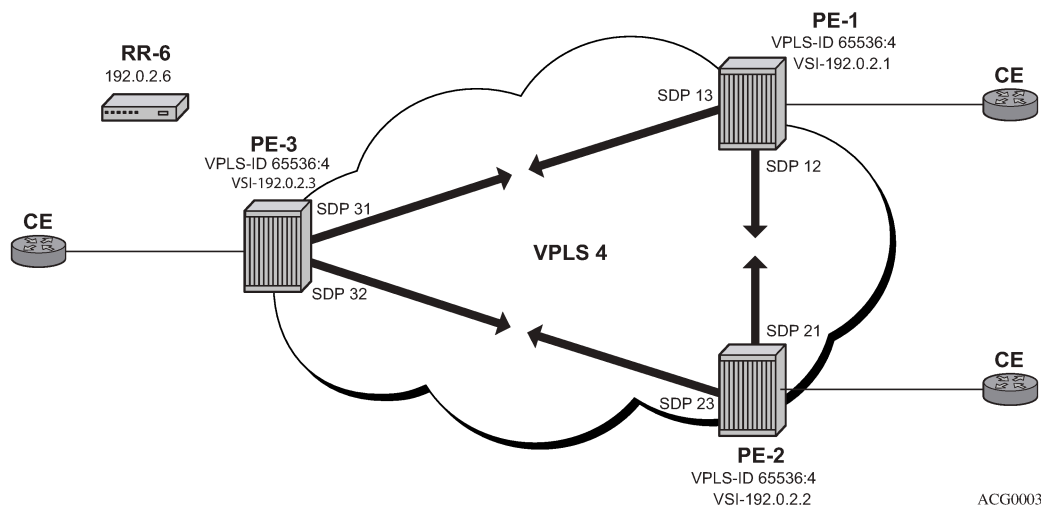 RR-6
192.0.2.6
PE-1
VPLS-ID 65536:4
VSI-192.0.2.1
CE
SDP 13
SDP 12
PE-3
VPLS-ID 65536:4
VSI-192.0.2.3
CE
SDP 31
SDP 32
VPLS 4
SDP 21
SDP 23
CE
PE-2
VPLS-ID 65536:4
VSI-192.0.2.2
ACG0003